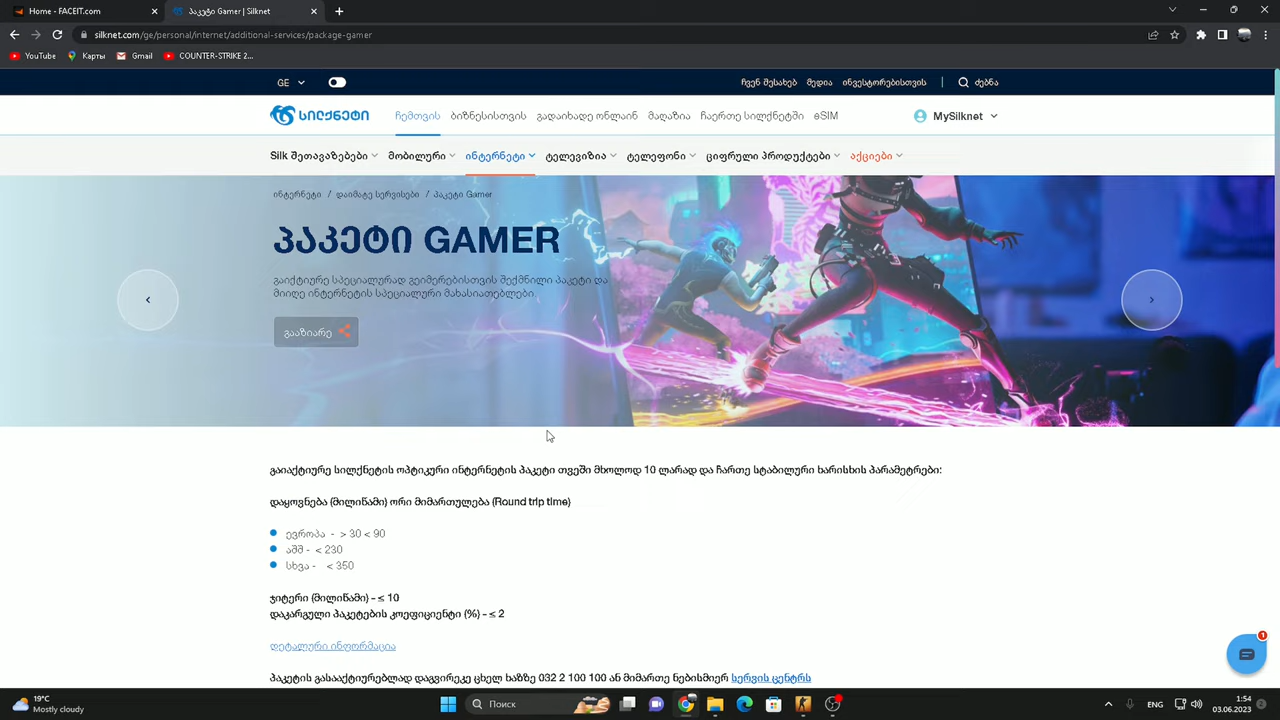 Home - FACEIT.com
პაკეტი Gamer | Silknet
silknet.com/ge/personal/internet/additional-services/package-gamer
YouTube Карты Gmail COUNTER-STRIKE 2...
GE ჩვენ შესახებ მედია ინვესტორებისთვის | ძებნა
სილქნეტი ჩემთვის ბიზნესისთვის გადაიხადე ონლაინ მაღაზია ჩაერთე სილქნეტში eSIM MySilknet
Silk შეთავაზებები მობილური ინტერნეტი ტელევიზია ტელეფონი ციფრული პროდუქტები აქციები
ინტერნეტი / დაიმატე სერვისები / პაკეტი Gamer
პაკეტი GAMER
გაიქტიურე სპეციალურად გეიმერებისთვის შექმნილი პაკეტი და
მიიღე ინტერნეტის სპეციალური მახასიათებლები.
გააზიარე
გაიაქტიურე სილქნეტის ოპტიკური ინტერნეტის პაკეტი თვეში მხოლოდ 10 ლარად და ჩართე სტაბილური ხარისხის პარამეტრები:
დაყოვნება (მილიწამი) ორი მიმართულება (Round trip time)
ევროპა - > 30 < 90
აშშ - < 230
სხვა - < 350
ჯიტერი (მილიწამი) - ≤ 10
დაკარგული პაკეტების კოეფიციენტი (%) - ≤ 2
დეტალური ინფორმაცია
პაკეტის გასააქტიურებლად დაგვირეკე ცხელ ხაზზე 032 2 100 100 ან მიმართე ნებისმიერ სერვის ცენტრს
1
19°C
Mostly cloudy
Поиск
ENG
1:54
03.06.2023
2